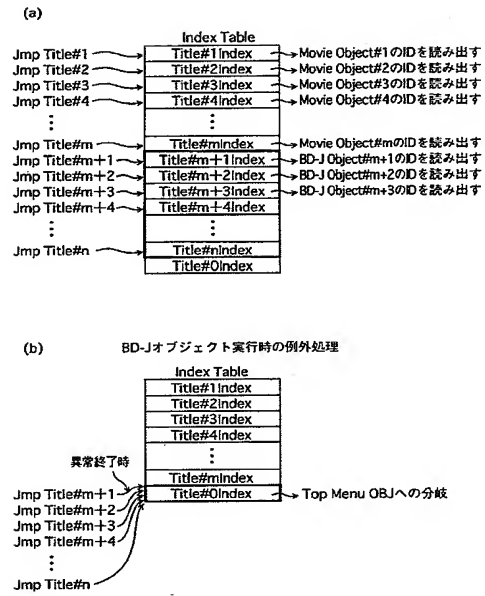 (a)
Index Table
Jmp Title#1 Title#1Index Movie Object#1のIDを読み出す
Jmp Title#2 Title#2Index Movie Object#2のIDを読み出す
Jmp Title#3 Title#3Index Movie Object#3のIDを読み出す
Jmp Title#4 Title#4Index Movie Object#4のIDを読み出す
⋮ ⋮
Jmp Title#m Title#mIndex Movie Object#mのIDを読み出す
Jmp Title#m+1 Title#m+1Index BD-J Object#m+1のIDを読み出す
Jmp Title#m+2 Title#m+2Index BD-J Object#m+2のIDを読み出す
Jmp Title#m+3 Title#m+3Index BD-J Object#m+3のIDを読み出す
Jmp Title#m+4 Title#m+4Index
⋮ ⋮
Jmp Title#n Title#nIndex
Title#0Index
(b) BD-Jオブジェクト実行時の例外処理
Index Table
Title#1Index
Title#2Index
Title#3Index
Title#4Index
⋮
異常終了時
Title#mIndex
Jmp Title#m+1 Title#0Index Top Menu OBJへの分岐
Jmp Title#m+2
Jmp Title#m+3
Jmp Title#m+4
⋮
Jmp Title#n